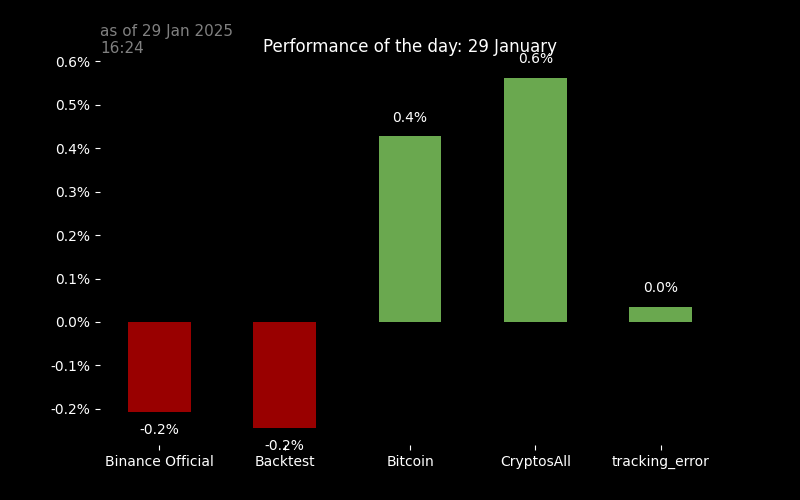 as of 29 Jan 2025
16:24
Performance of the day: 29 January
0.6%
0.5%
0.4%
0.3%
0.2%
0.1%
0.0%
-0.1%
-0.2%
-0.2%
-0.2%
0.4%
0.6%
0.0%
Binance Official
Backtest
Bitcoin
CryptosAll
tracking_error